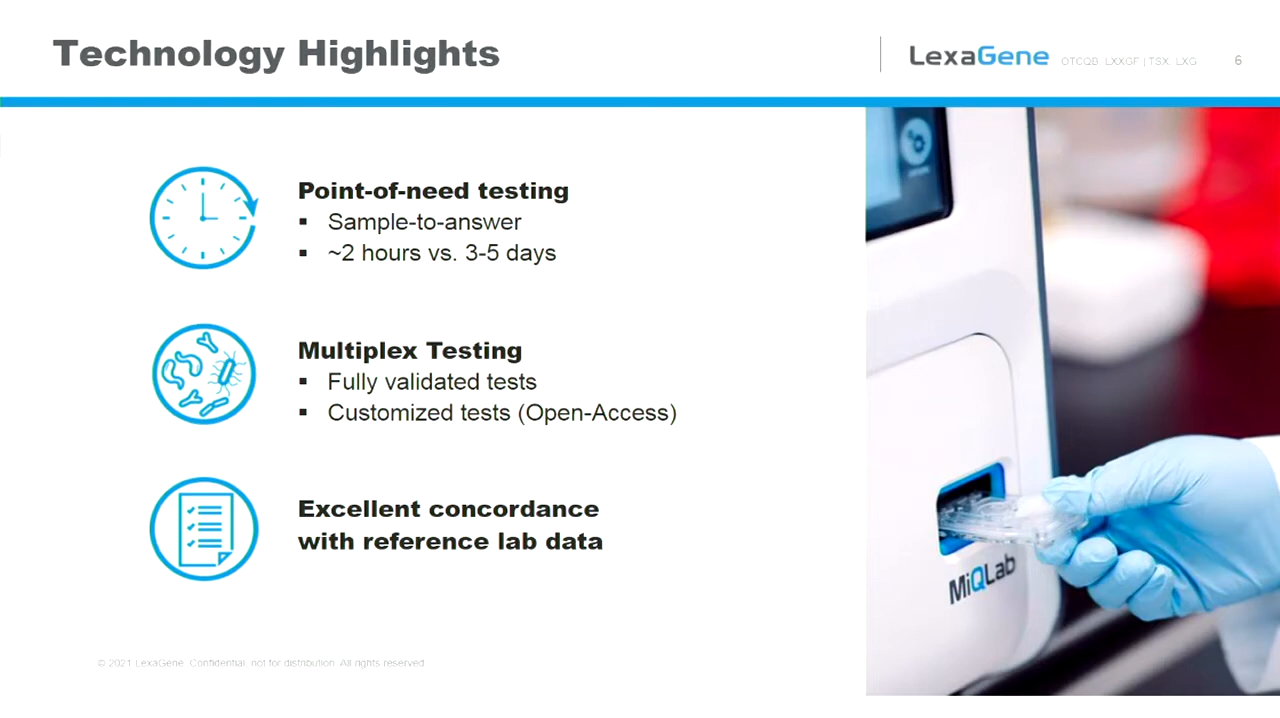 Technology Highlights
LexaGene OTCQB: LXXGF | TSX: LXG 6
Point-of-need testing
▪ Sample-to-answer
▪ ~2 hours vs. 3-5 days
Multiplex Testing
▪ Fully validated tests
▪ Customized tests (Open-Access)
Excellent concordance
with reference lab data
MiQLab
© 2021 LexaGene. Confidential, not for distribution. All rights reserved.